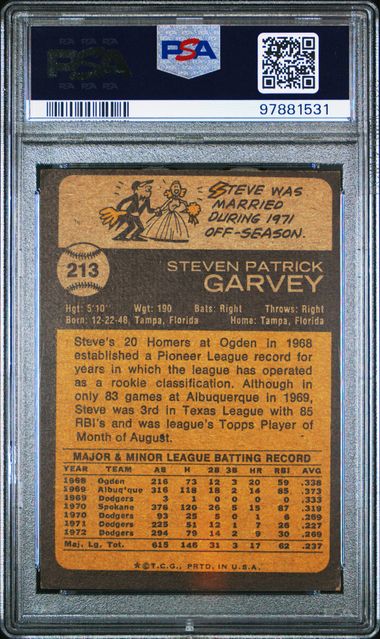 PSA
PSA
97881531
STEVE WAS
MARRIED
DURING 1971
OFF-SEASON.
213
STEVEN PATRICK
GARVEY
Hgt: 5'10" Wgt: 190 Bats: Right Throws: Right
Born: 12-22-48, Tampa, Florida Home: Tampa, Florida
Steve's 20 Homers at Ogden in 1968
established a Pioneer League record for
years in which the league has operated
as a rookie classification. Although in
only 83 games at Albuquerque in 1969,
Steve was 3rd in Texas League with 85
RBI's and was league's Topps Player of
Month of August.
MAJOR & MINOR LEAGUE BATTING RECORD
YEAR TEAM AB H 2B 3B HR RBI AVG
1968 Ogden 216 73 12 3 20 59 .338
1969 Albuq'que 316 118 18 2 14 85 .373
1969 Dodgers 3 1 0 0 0 0 .333
1970 Spokane 376 120 26 5 15 87 .319
1970 Dodgers 93 25 5 0 1 6 .269
1971 Dodgers 225 51 12 1 7 26 .227
1972 Dodgers 294 79 14 2 9 30 .269
Maj. Lg. Tot. 615 146 31 3 17 62 .237
★©T.C.G., PRTD. IN U.S.A.